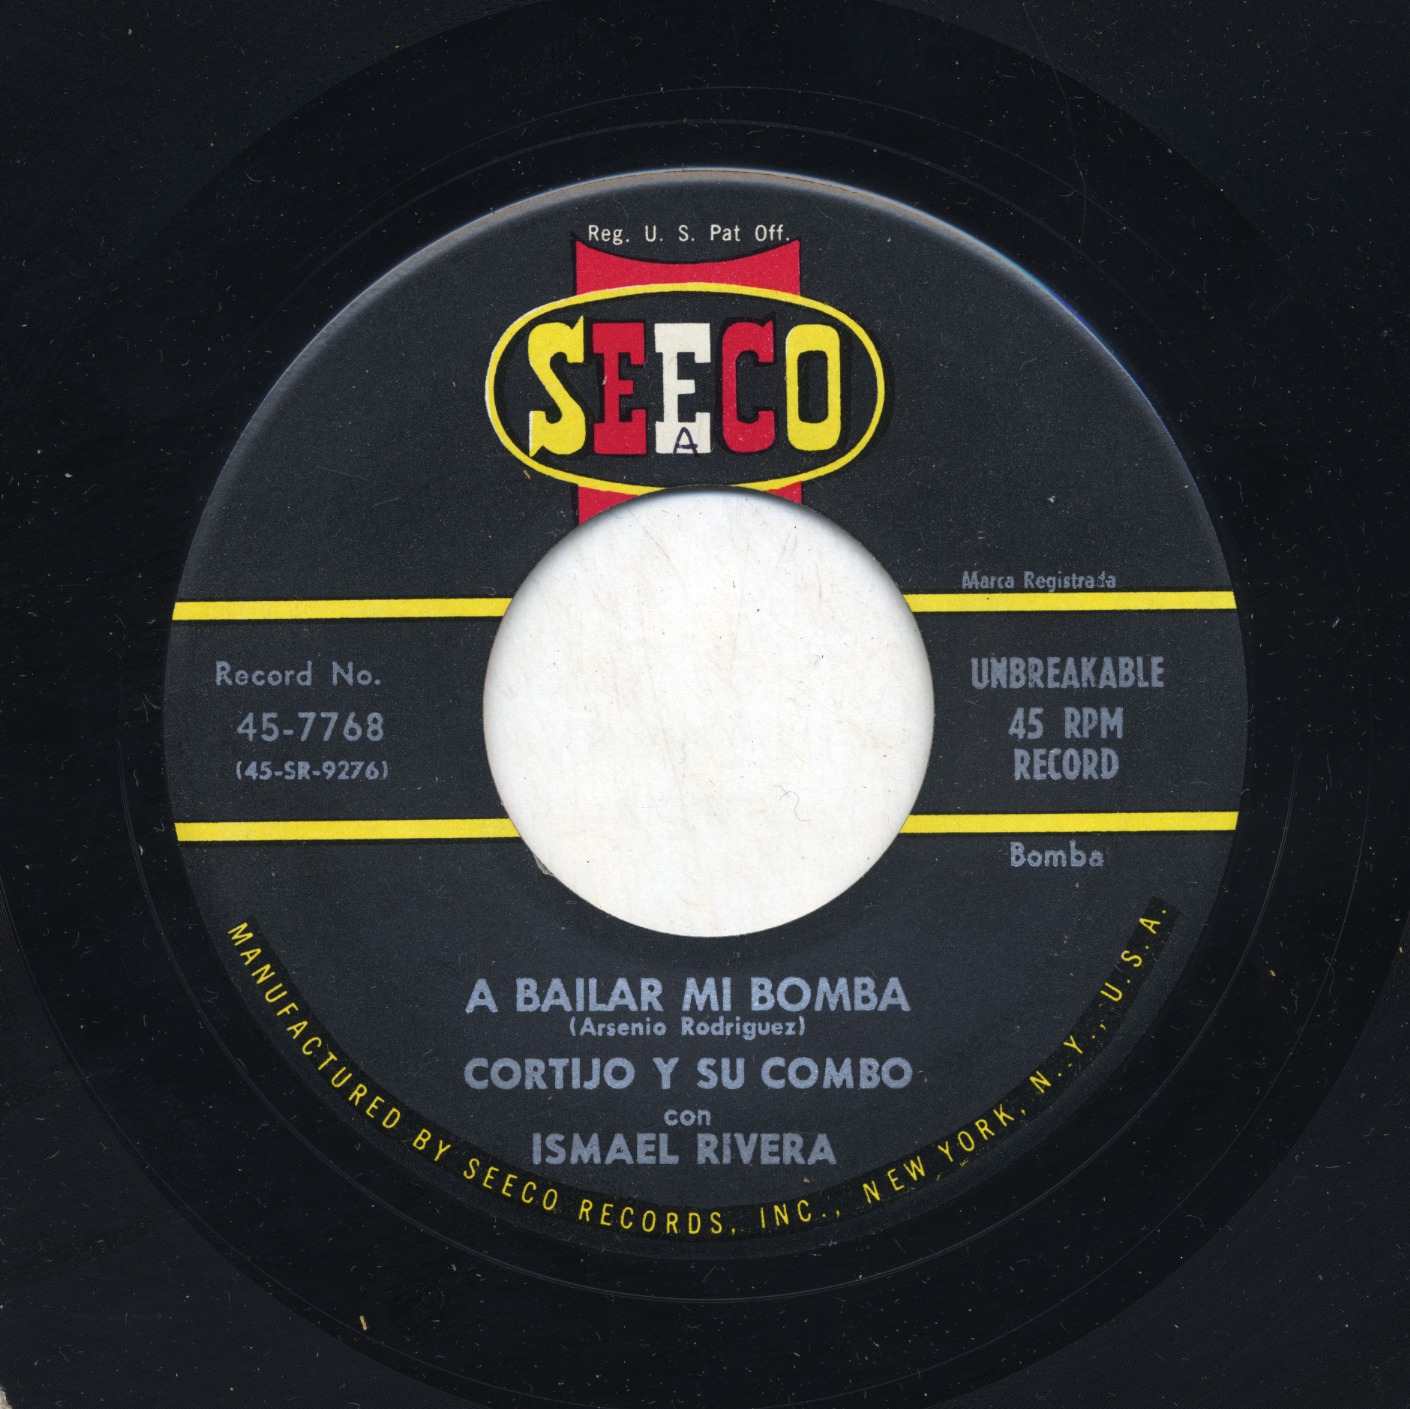 Reg. U. S. Pat Off.
SEECO
A
Marca Registrada
Record No.
45-7768
(45-SR-9276)
UNBREAKABLE
45 RPM
RECORD
Bomba
A BAILAR MI BOMBA
(Arsenio Rodriguez)
CORTIJO Y SU COMBO
con
ISMAEL RIVERA
MANUFACTURED BY SEECO RECORDS, INC., NEW YORK, N. Y., U.S.A.